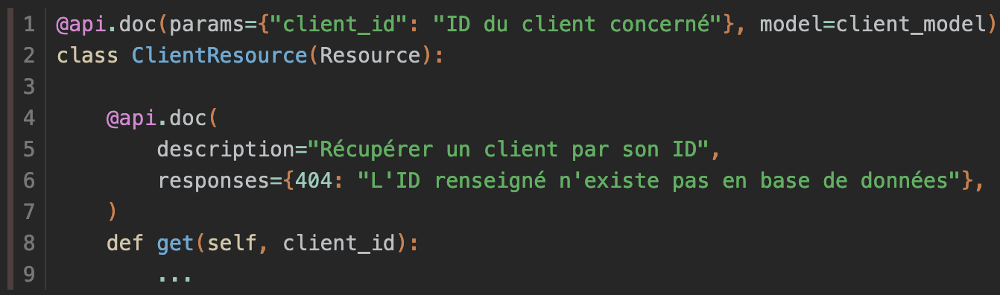 1 @api.doc(params={"client_id": "ID du client concerné"}, model=client_model)
2 class ClientResource(Resource):
3
4     @api.doc(
5         description="Récupérer un client par son ID",
6         responses={404: "L'ID renseigné n'existe pas en base de données"},
7     )
8     def get(self, client_id):
9         ...